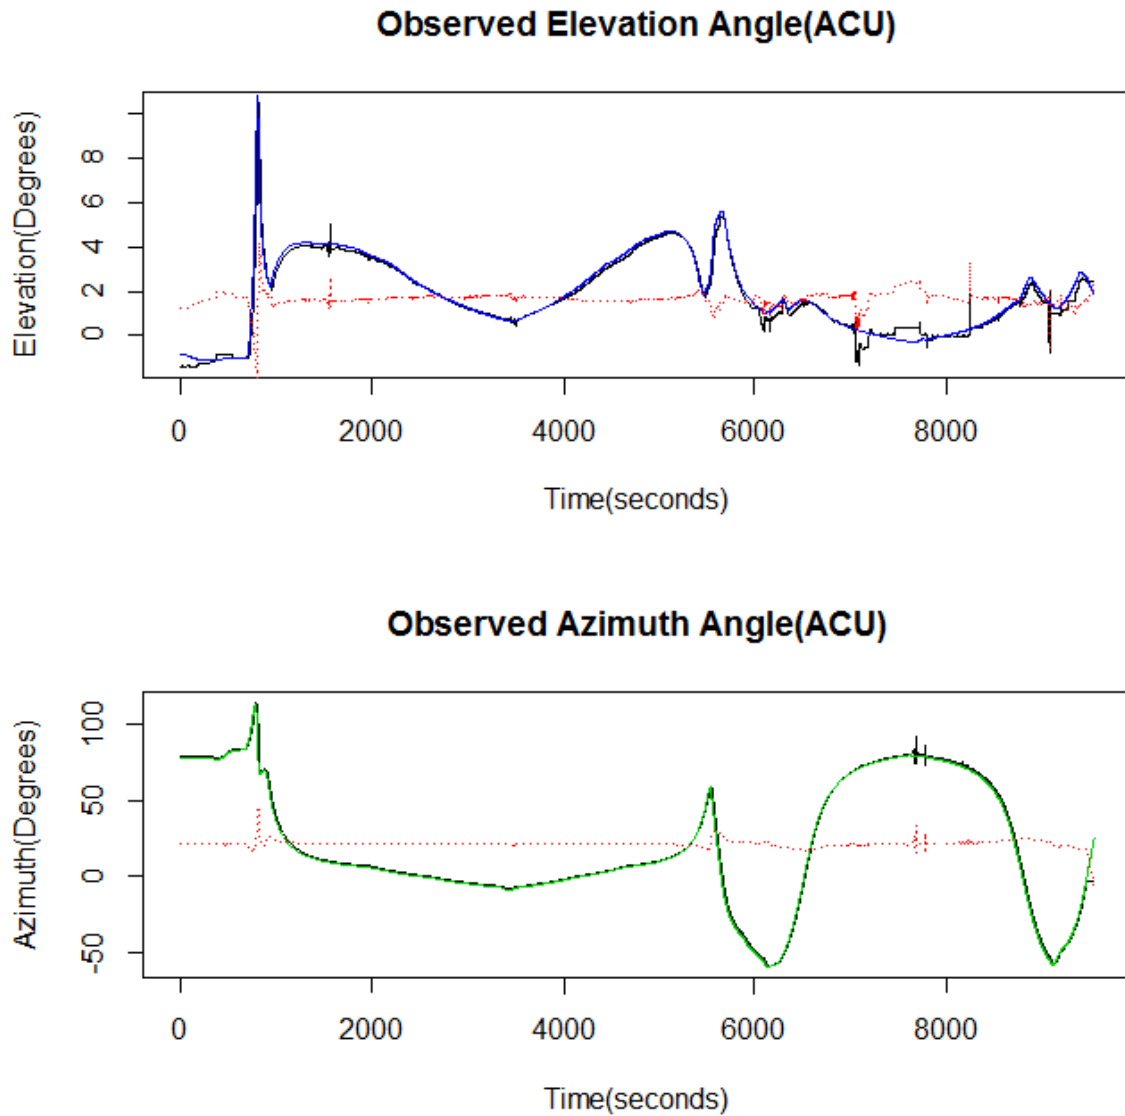 Observed Elevation Angle(ACU)
Elevation(Degrees)
8
6
4
2
0
0 2000 4000 6000 8000
Time(seconds)
Observed Azimuth Angle(ACU)
Azimuth(Degrees)
100
50
0
-50
0 2000 4000 6000 8000
Time(seconds)